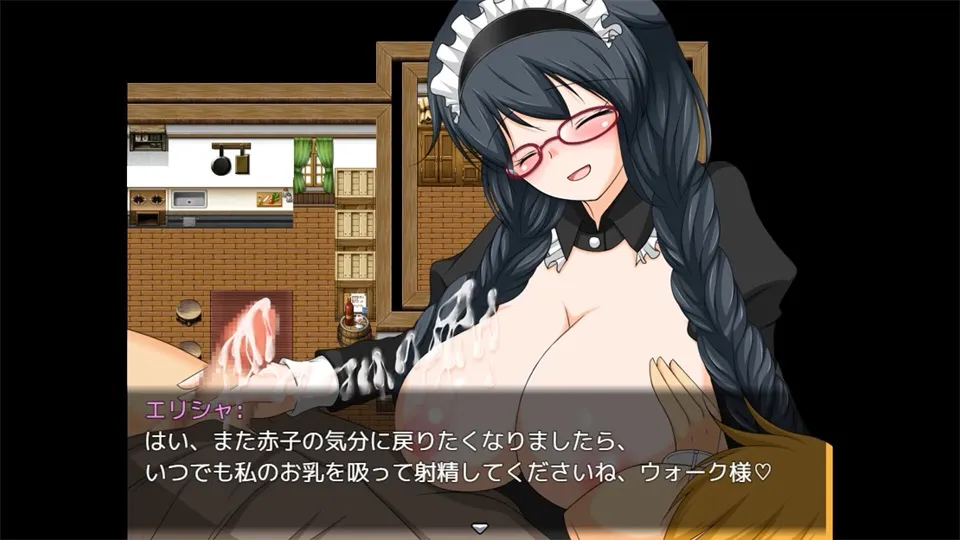 エリシャ:
はい、また赤子の気分に戻りたくなりましたら、
いつでも私のお乳を吸って射精してくださいね、ウォーク様♡